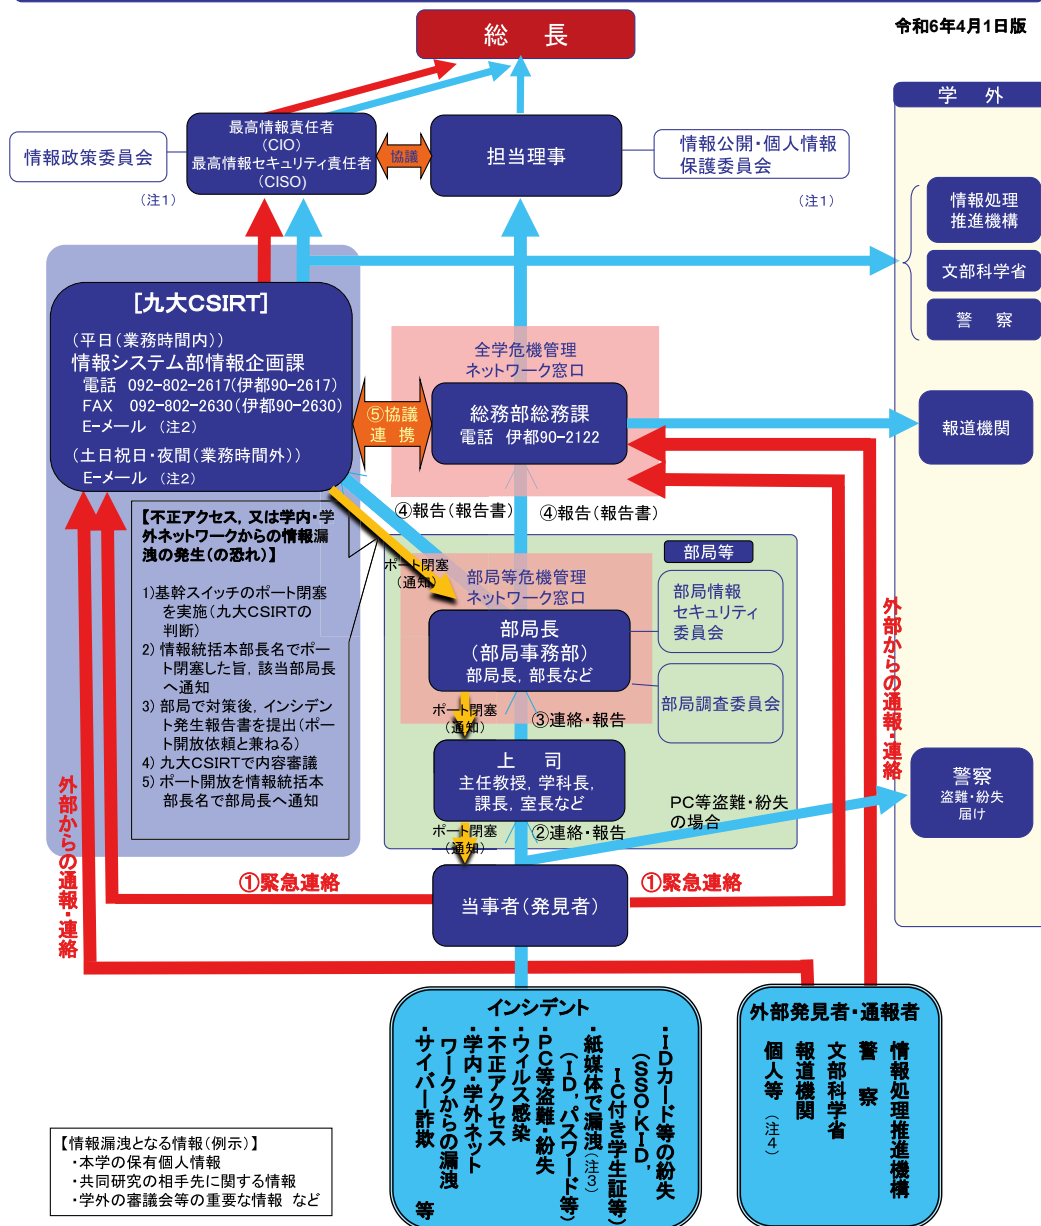 令和6年4月1日版
総 長
学 外
最高情報責任者
(CIO)
最高情報セキュリティ責任者
(CISO)
協議
担当理事
情報政策委員会
(注1)
情報公開・個人情報
保護委員会
(注1)
情報処理
推進機構
文部科学省
警 察
報道機関
[九大CSIRT]
(平日(業務時間内))
情報システム部情報企画課
電話 092-802-2617(伊都90-2617)
FAX 092-802-2630(伊都90-2630)
E-メール (注2)
(土日祝日・夜間(業務時間外))
E-メール (注2)
⑤協議
連 携
全学危機管理
ネットワーク窓口
総務部総務課
電話 伊都90-2122
④報告(報告書)
④報告(報告書)
【不正アクセス,又は学内・学
外ネットワークからの情報漏
洩の発生(の恐れ)】
1)基幹スイッチのポート閉塞
を実施(九大CSIRTの
判断)
2) 情報統括本部長名でポー
ト閉塞した旨,該当部局長
へ通知
3) 部局で対策後,インシデン
ト発生報告書を提出(ポート
開放依頼と兼ねる)
4) 九大CSIRTで内容審議
5) ポート開放を情報統括本
部長名で部局長へ通知
ポート閉塞
(通知)
部局等
部局等危機管理
ネットワーク窓口
部局長
(部局事務部)
部局長,部長など
部局情報
セキュリティ
委員会
部局調査委員会
ポート閉塞
(通知)
③連絡・報告
上 司
主任教授,学科長,
課長,室長など
ポート閉塞
(通知)
②連絡・報告
PC等盗難・紛失
の場合
警察
盗難・紛失
届け
外部からの通報・連絡
外部からの通報・連絡
①緊急連絡
①緊急連絡
当事者(発見者)
インシデント
・IDカード等の紛失
(SSO-KID,
IC付き学生証等)
・紙媒体で漏洩(注3)
(ID,パスワード等)
・PC等盗難・紛失
・ウィルス感染
・不正アクセス
・学内・学外ネット
ワークからの漏洩
・サイバー詐欺 等
外部発見者・通報者
情報処理推進機構
警 察
文部科学省
報道機関
個人等(注4)
【情報漏洩となる情報(例示)】
・本学の保有個人情報
・共同研究の相手先に関する情報
・学外の審議会等の重要な情報 など